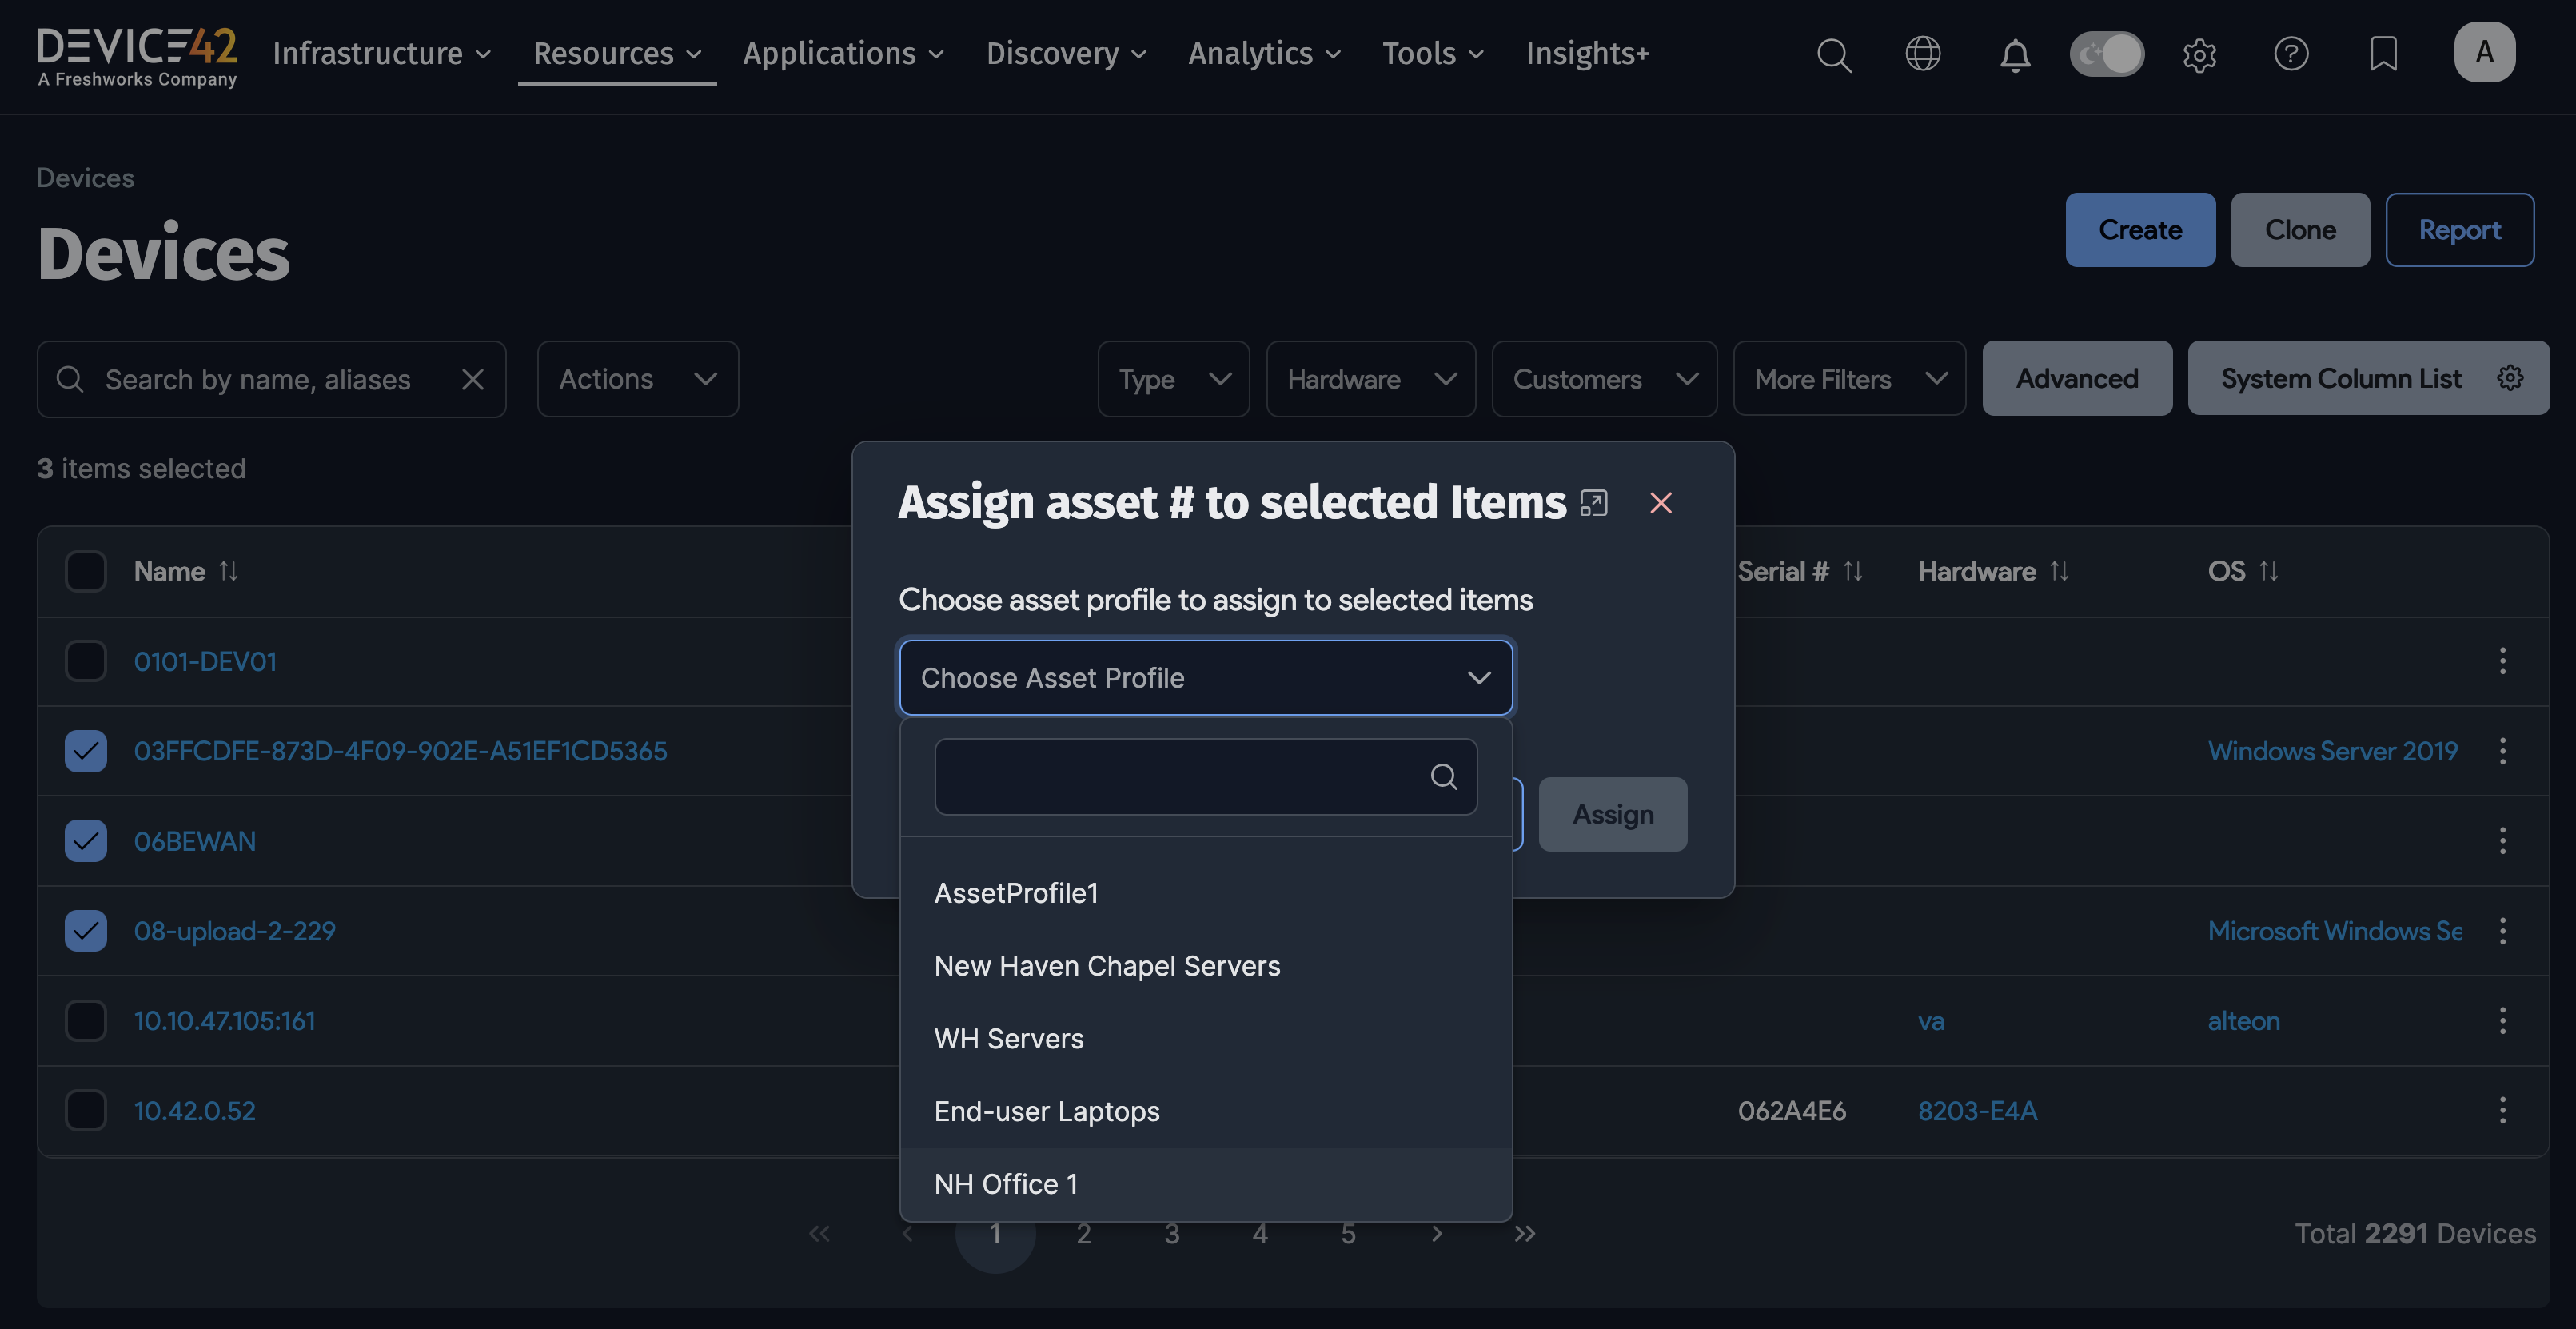 DEVICE42
A Freshworks Company
Infrastructure
Resources
Applications
Discovery
Analytics
Tools
Insights+
A
Devices
Devices
Create
Clone
Report
Search by name, aliases
Actions
Type
Hardware
Customers
More Filters
Advanced
System Column List
3 items selected
Assign asset # to selected Items
Choose asset profile to assign to selected items
Choose Asset Profile
AssetProfile1
New Haven Chapel Servers
WH Servers
End-user Laptops
NH Office 1
Assign
Name
Serial #
Hardware
OS
0101-DEV01
03FFCDFE-873D-4F09-902E-A51EF1CD5365
Windows Server 2019
06BEWAN
08-upload-2-229
Microsoft Windows Se
10.10.47.105:161
va
alteon
10.42.0.52
062A4E6
8203-E4A
1
2
3
4
5
Total 2291 Devices